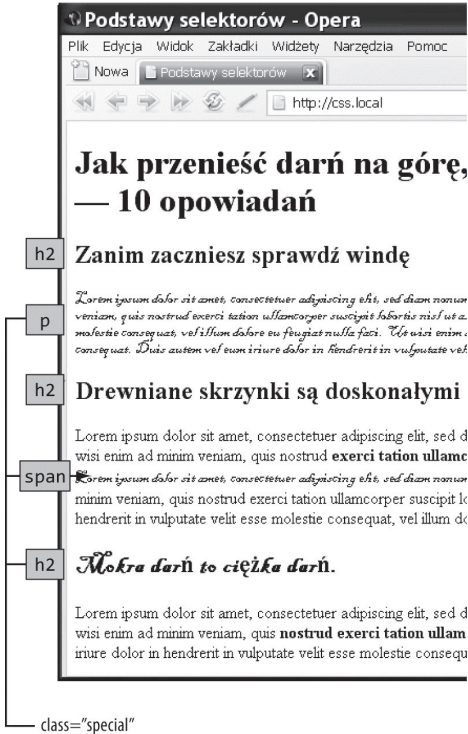 Podstawy selektorów - Opera
Plik Edycja Widok Zakładki Widżety Narzędzia Pomoc
Nowa Podstawy selektorów
http://css.local
Jak przenieść darń na górę,
— 10 opowiadań
h2 Zanim zaczniesz sprawdź windę
Lorem ipsum dolor sit amet, consectetuer adipiscing elit, sed diam nonum
p veniam, quis nostrud exerci tation ullamcorper suscipit lobortis nisl ut a
molestie consequat, vel illum dolore eu feugiat nulla faci. Ut wisi enim
consequat. Duis autem vel eum iriure dolor in hendrerit in vulputate vel
h2 Drewniane skrzynki są doskonałymi
Lorem ipsum dolor sit amet, consectetuer adipiscing elit, sed d
wisi enim ad minim veniam, quis nostrud exerci tation ullamc
span Lorem ipsum dolor sit amet, consectetuer adipiscing elit, sed diam nonum
minim veniam, quis nostrud exerci tation ullamcorper suscipit lo
hendrerit in vulputate velit esse molestie consequat, vel illum do
h2 Mokra darń to ciężka darń.
Lorem ipsum dolor sit amet, consectetuer adipiscing elit, sed d
wisi enim ad minim veniam, quis nostrud exerci tation ullam
iriure dolor in hendrerit in vulputate velit esse molestie consequ
class="special"